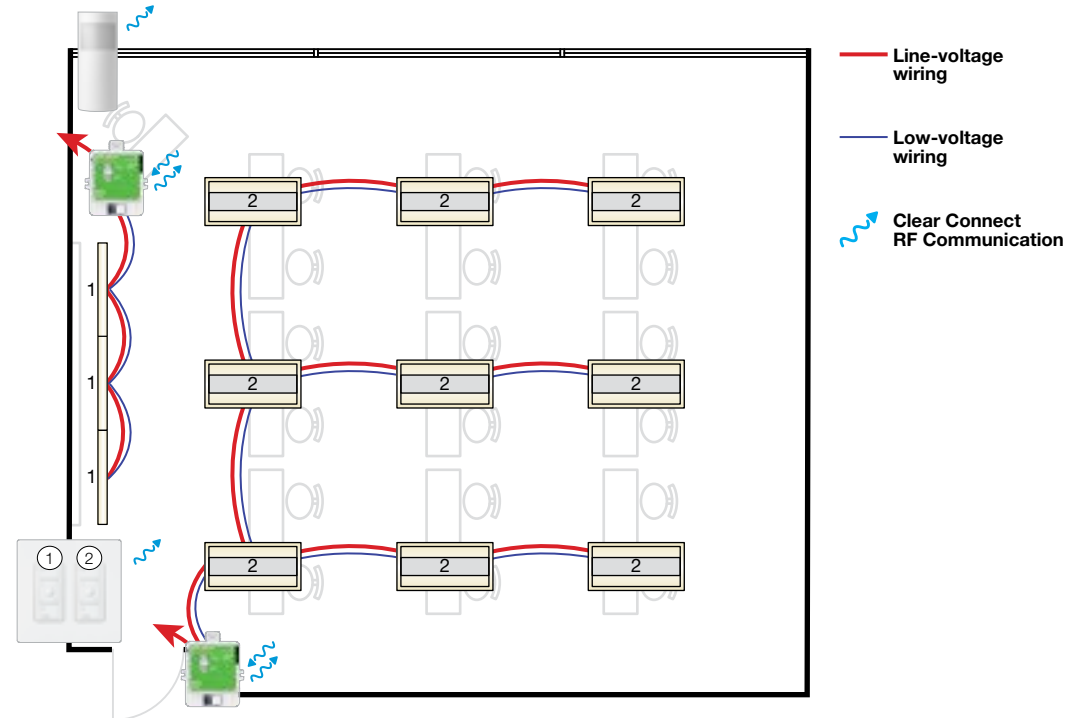 Line-voltage
wiring
Low-voltage
wiring
Clear Connect
RF Communication
2 2 2
1
1
2 2 2
1
1 2
2 2 2